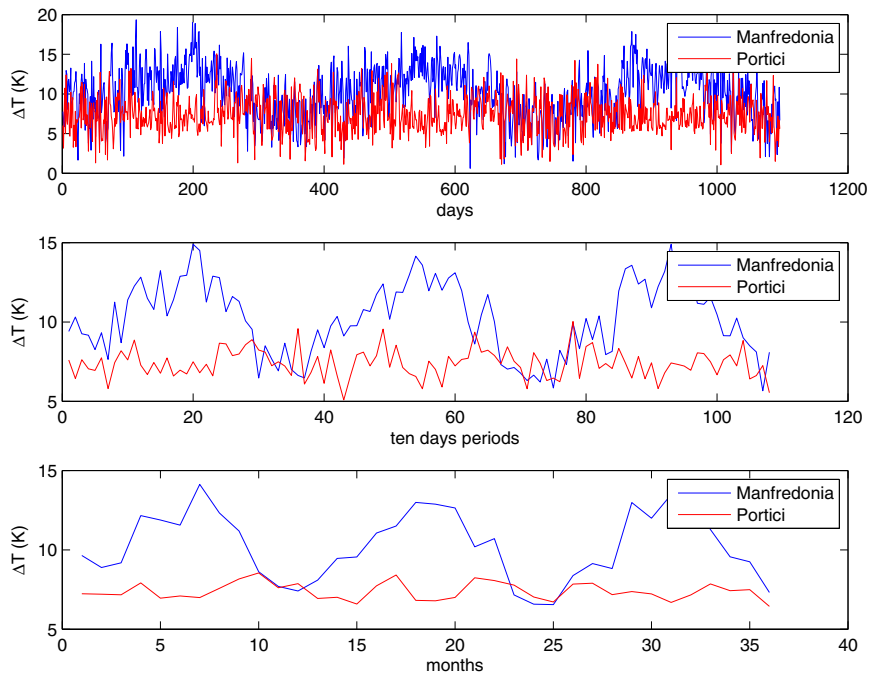 20
15
10
5
0
ΔT (K)
0 200 400 600 800 1000 1200
days
Manfredonia
Portici
15
10
5
ΔT (K)
0 20 40 60 80 100 120
ten days periods
Manfredonia
Portici
15
10
5
ΔT (K)
0 5 10 15 20 25 30 35 40
months
Manfredonia
Portici